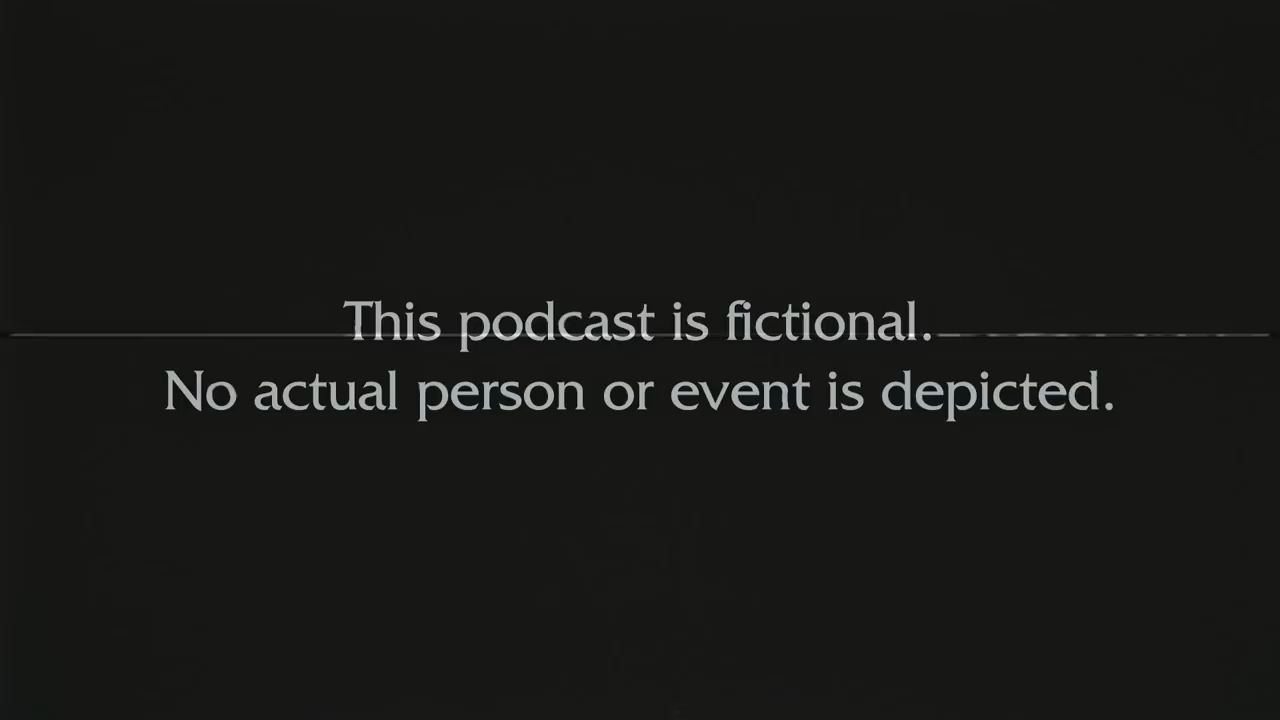 This podcast is fictional.
No actual person or event is depicted.